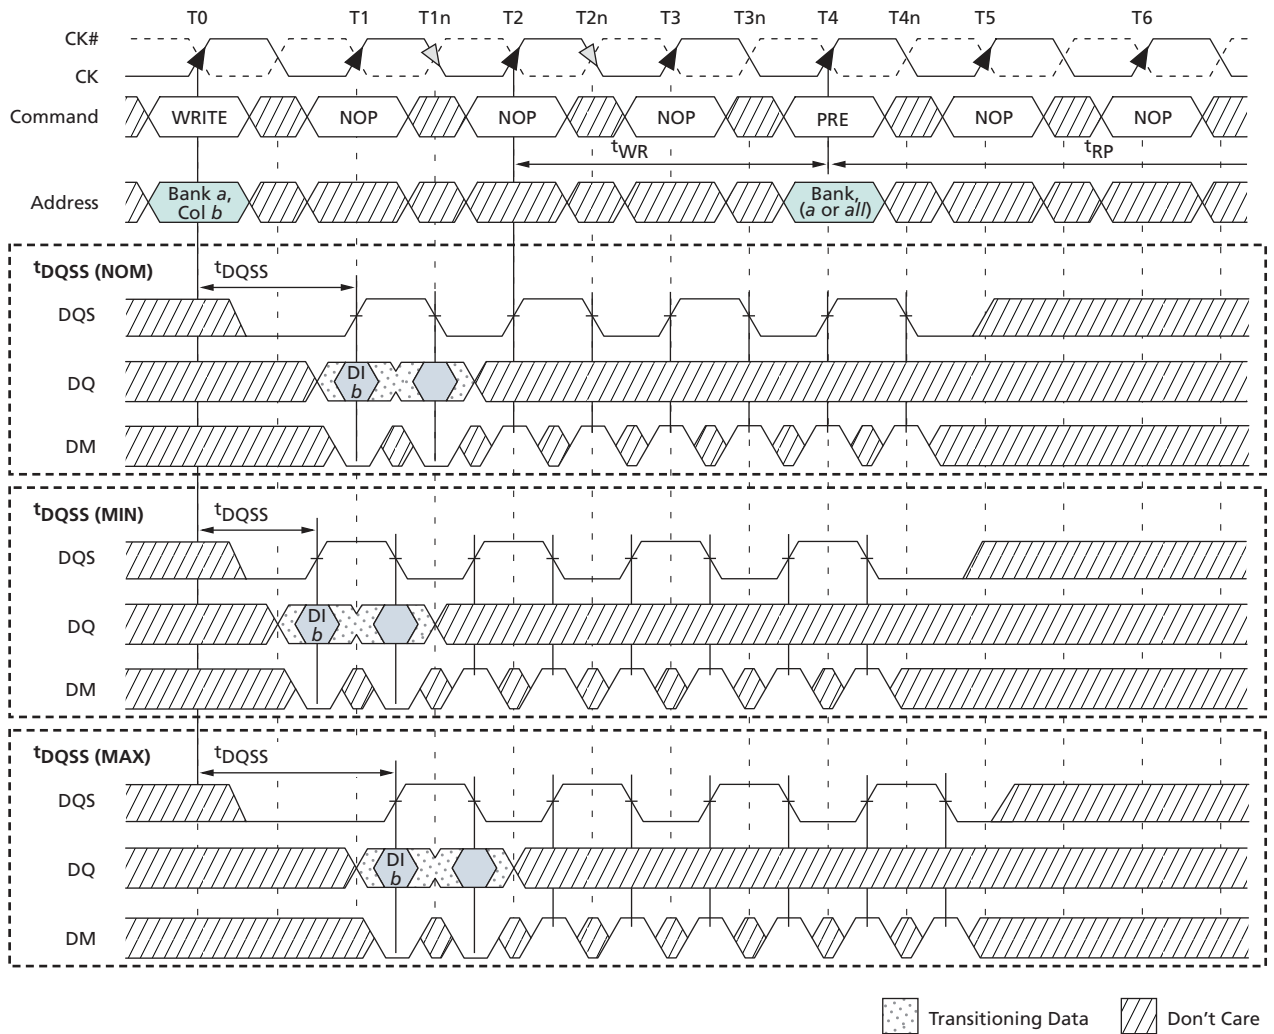 T0 T1 T1n T2 T2n T3 T3n T4 T4n T5 T6
CK#
CK
Command WRITE NOP NOP NOP PRE NOP NOP
tWR tRP
Address Bank a, Bank,
Col b (a or all)
tDQSS (NOM) tDQSS
DQS
DQ DI
b
DM
tDQSS (MIN) tDQSS
DQS
DQ DI
b
DM
tDQSS (MAX) tDQSS
DQS
DQ DI
b
DM
Transitioning Data Don't Care